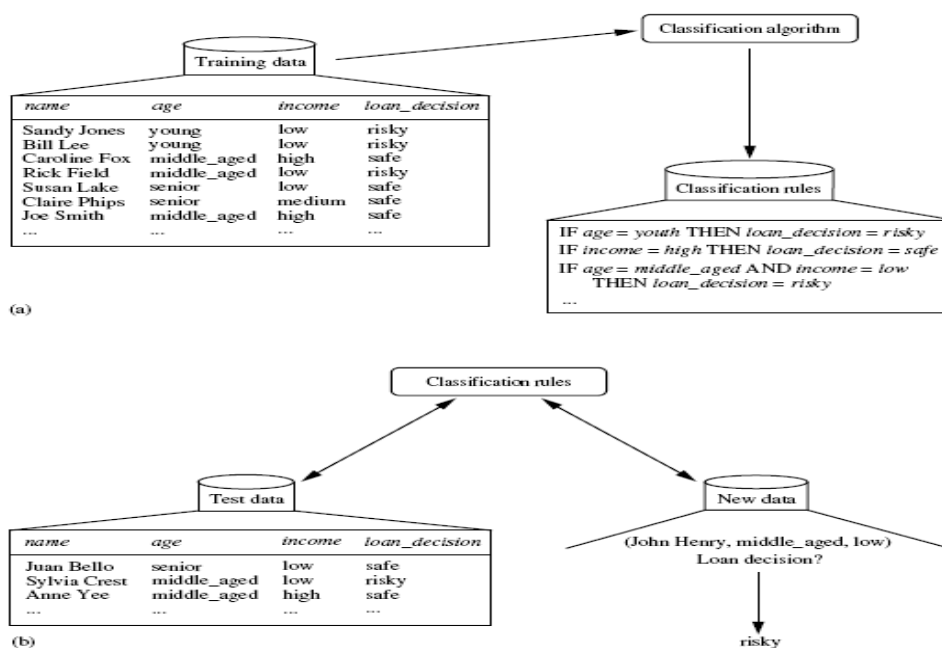 Classification algorithm
Training data
name age income loan_decision
Sandy Jones young low risky
Bill Lee young low risky
Caroline Fox middle_aged high safe
Rick Field middle_aged low risky
Susan Lake senior low safe
Claire Phips senior medium safe
Joe Smith middle_aged high safe
... ... ... ...
Classification rules
IF age = youth THEN loan_decision = risky
IF income = high THEN loan_decision = safe
IF age = middle_aged AND income = low
THEN loan_decision = risky
...
(a)
Classification rules
Test data
name age income loan_decision
Juan Bello senior low safe
Sylvia Crest middle_aged low risky
Anne Yee middle_aged high safe
... ... ... ...
New data
(John Henry, middle_aged, low)
Loan decision?
risky
(b)